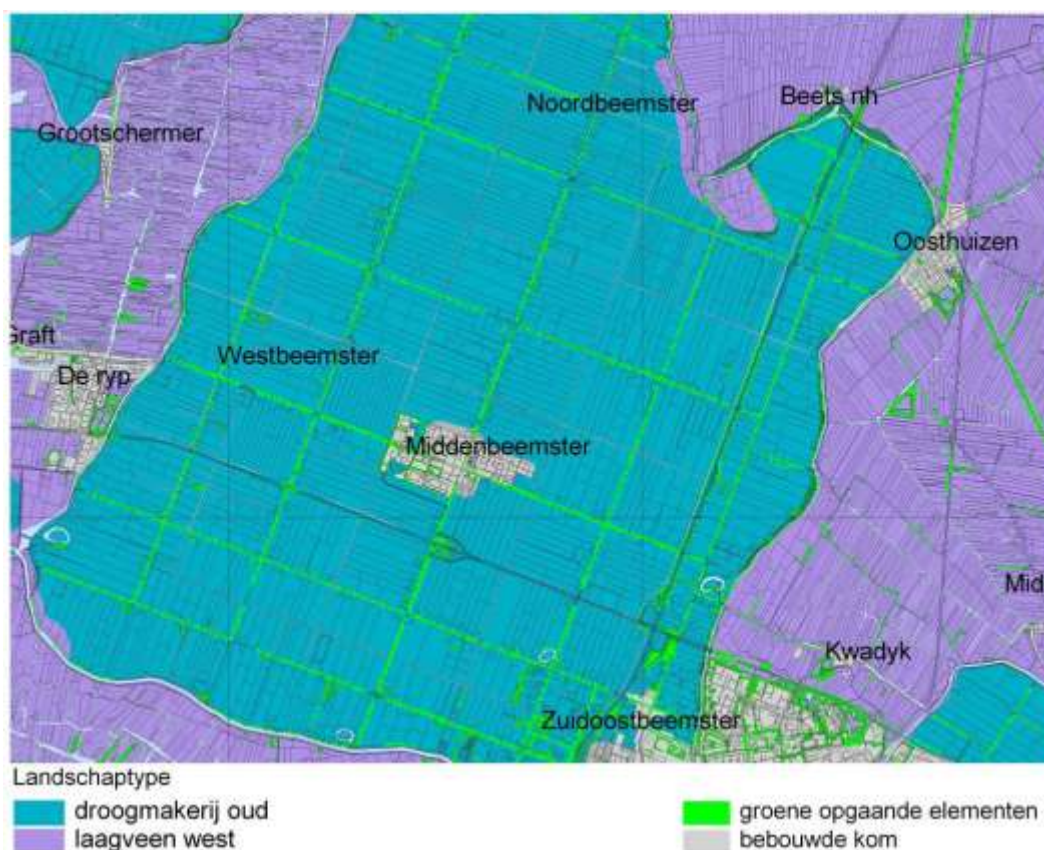 Noordbeemster
Beets nh
Grootschermer
Oosthuizen
Graft
Westbeemster
De ryp
Middenbeemster
Mid
Kwadyk
Zuidoostbeemster
Landschaptype
droogmakerij oud
laagveen west
groene opgaande elementen
bebouwde kom